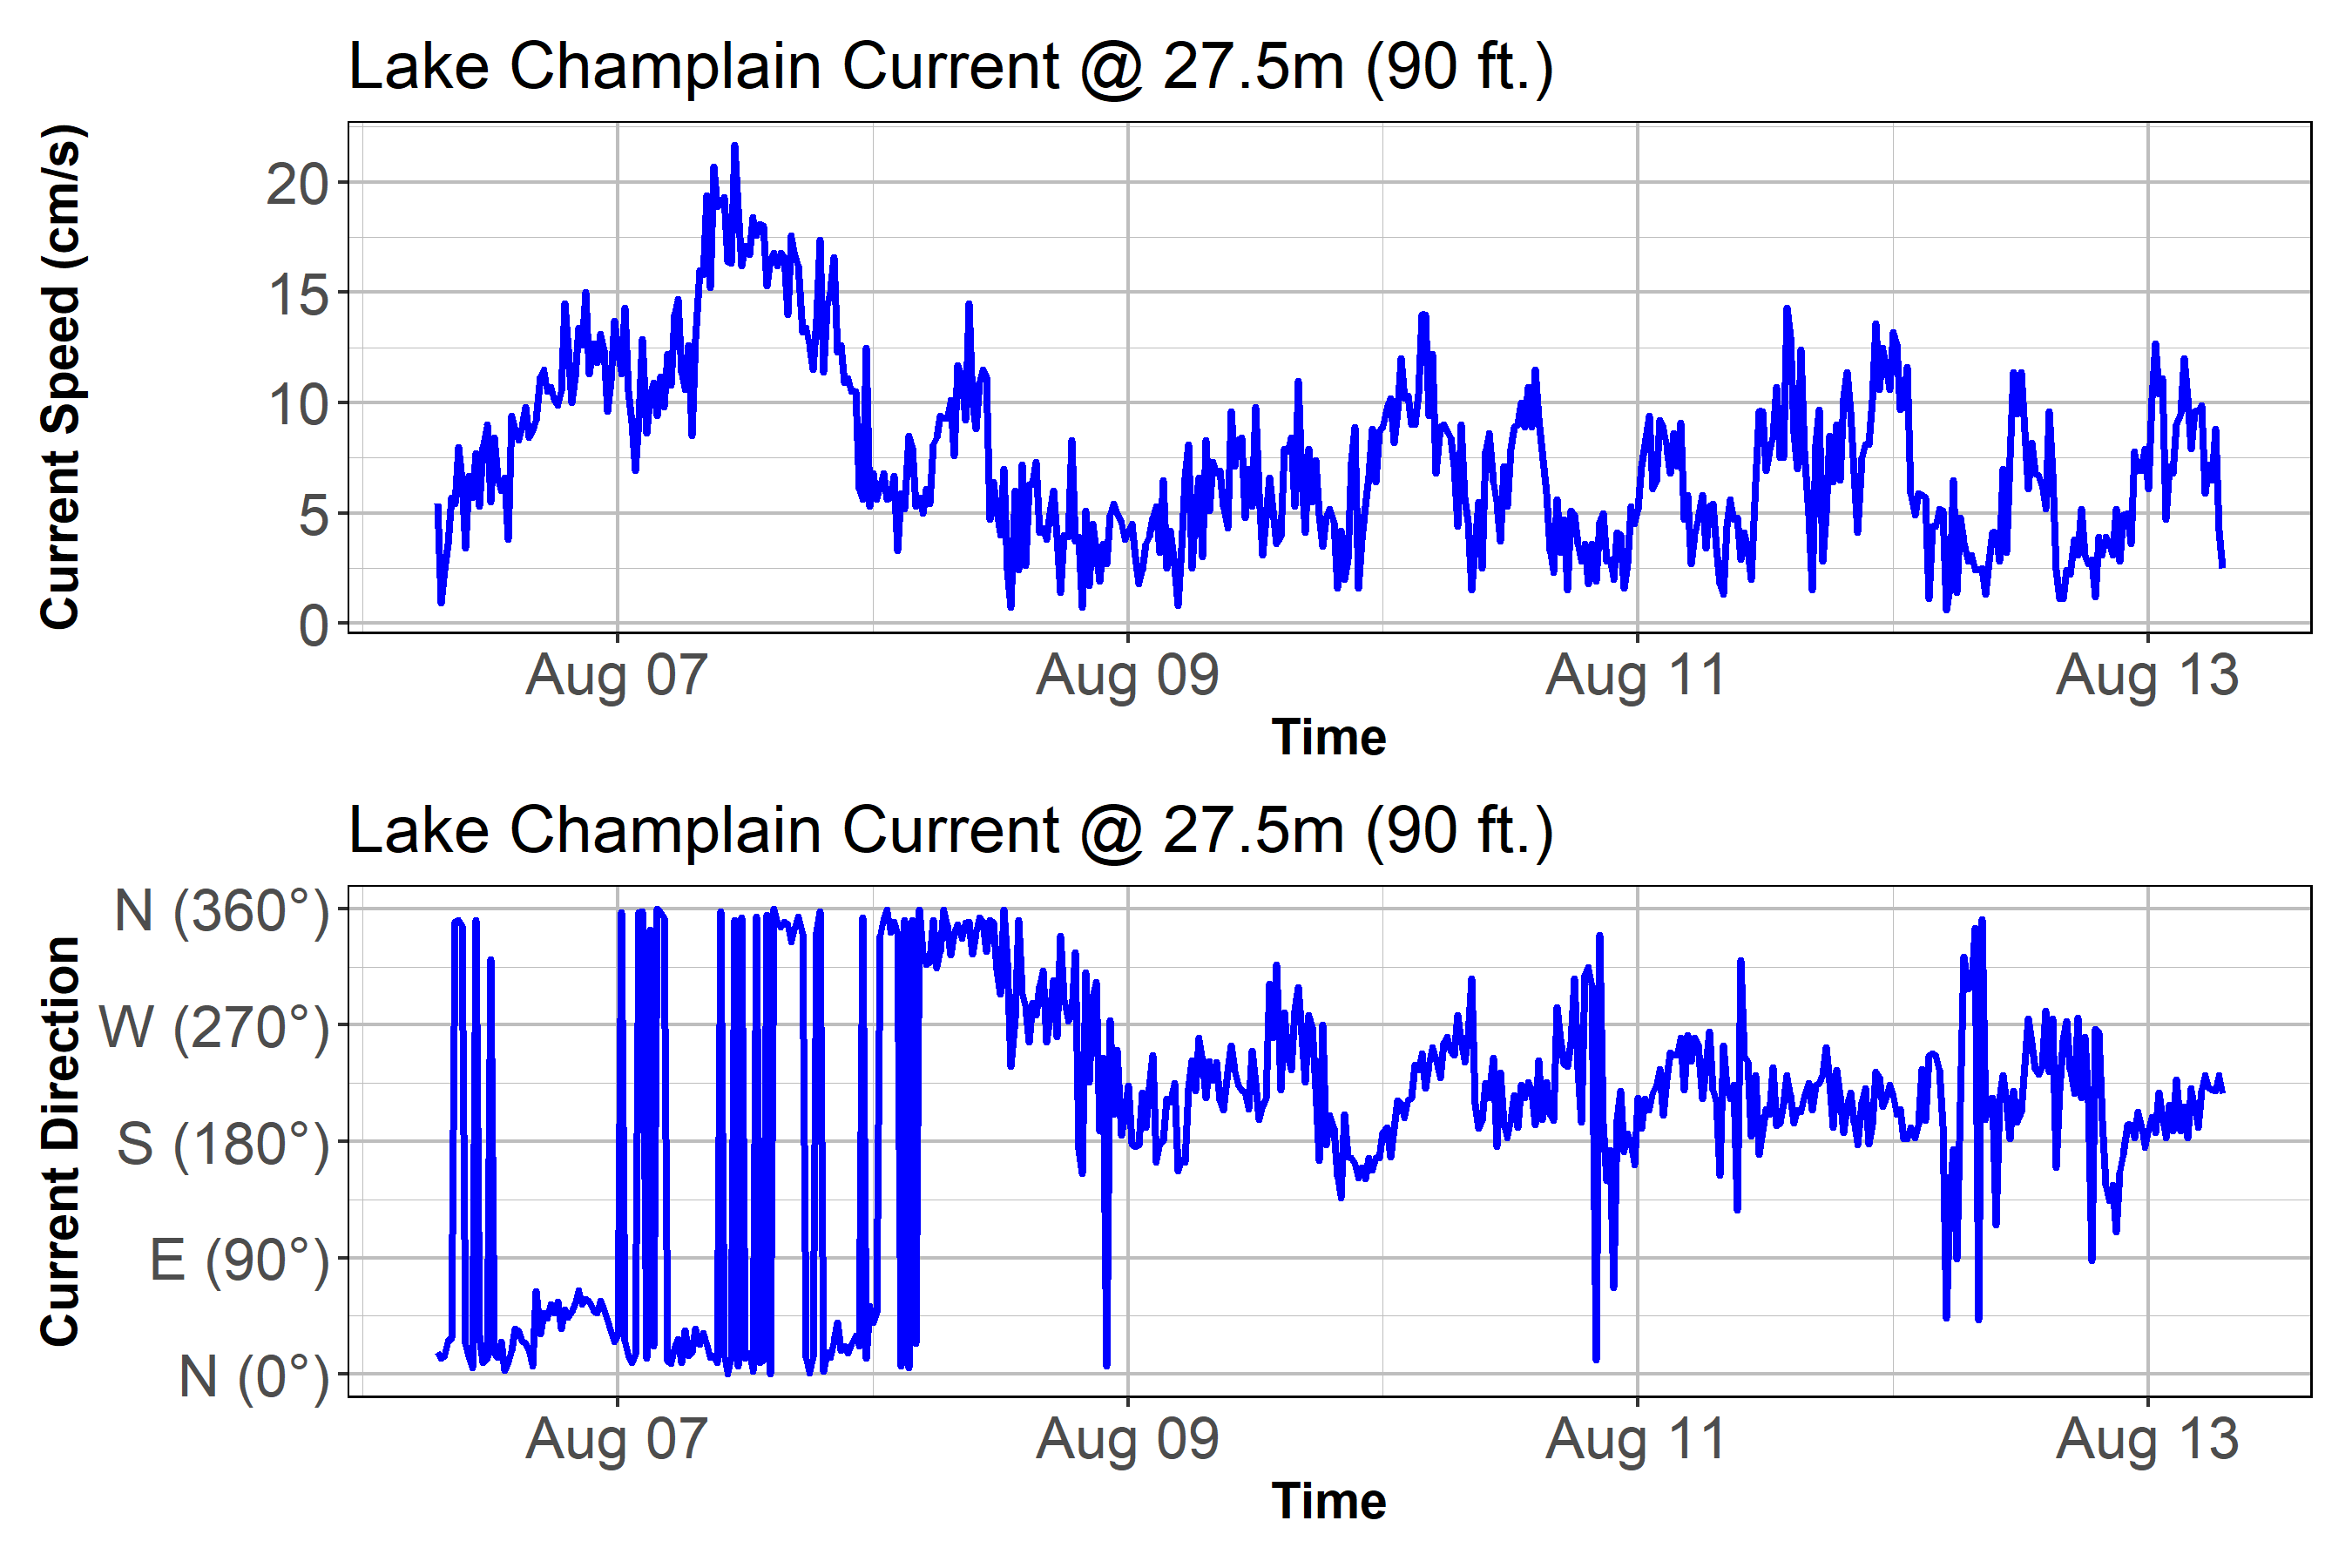 Lake Champlain Current @ 27.5m (90 ft.)
Current Speed (cm/s)
20
15
10
5
0
Aug 07 Aug 09 Aug 11 Aug 13
Time
Lake Champlain Current @ 27.5m (90 ft.)
Current Direction
N (360°)
W (270°)
S (180°)
E (90°)
N (0°)
Aug 07 Aug 09 Aug 11 Aug 13
Time